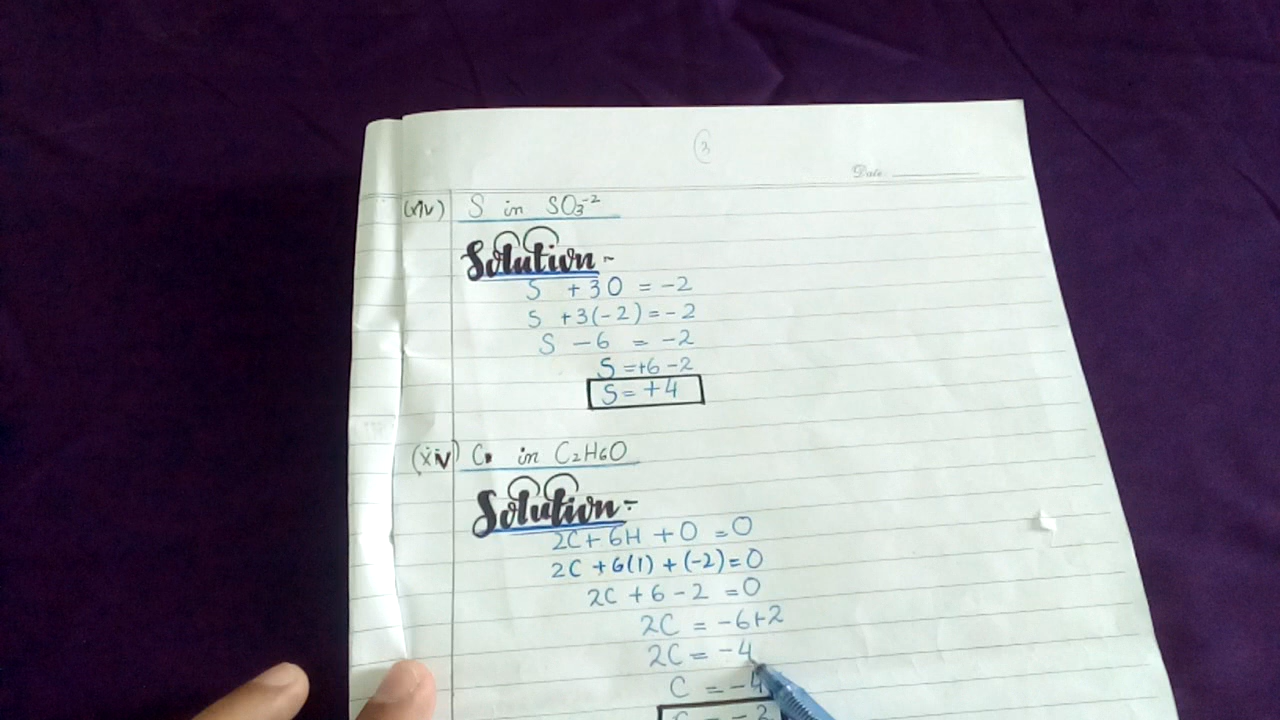 3
Date:
(xiv) S in SO₃⁻²
Solution:-
S + 3O = -2
S + 3(-2) = -2
S - 6 = -2
S = +6 - 2
S = +4
(xiv) C in C₂H₆O
Solution:-
2C + 6H + O = 0
2C + 6(1) + (-2) = 0
2C + 6 - 2 = 0
2C = -6+2
2C = -4
C = -4
C = -2